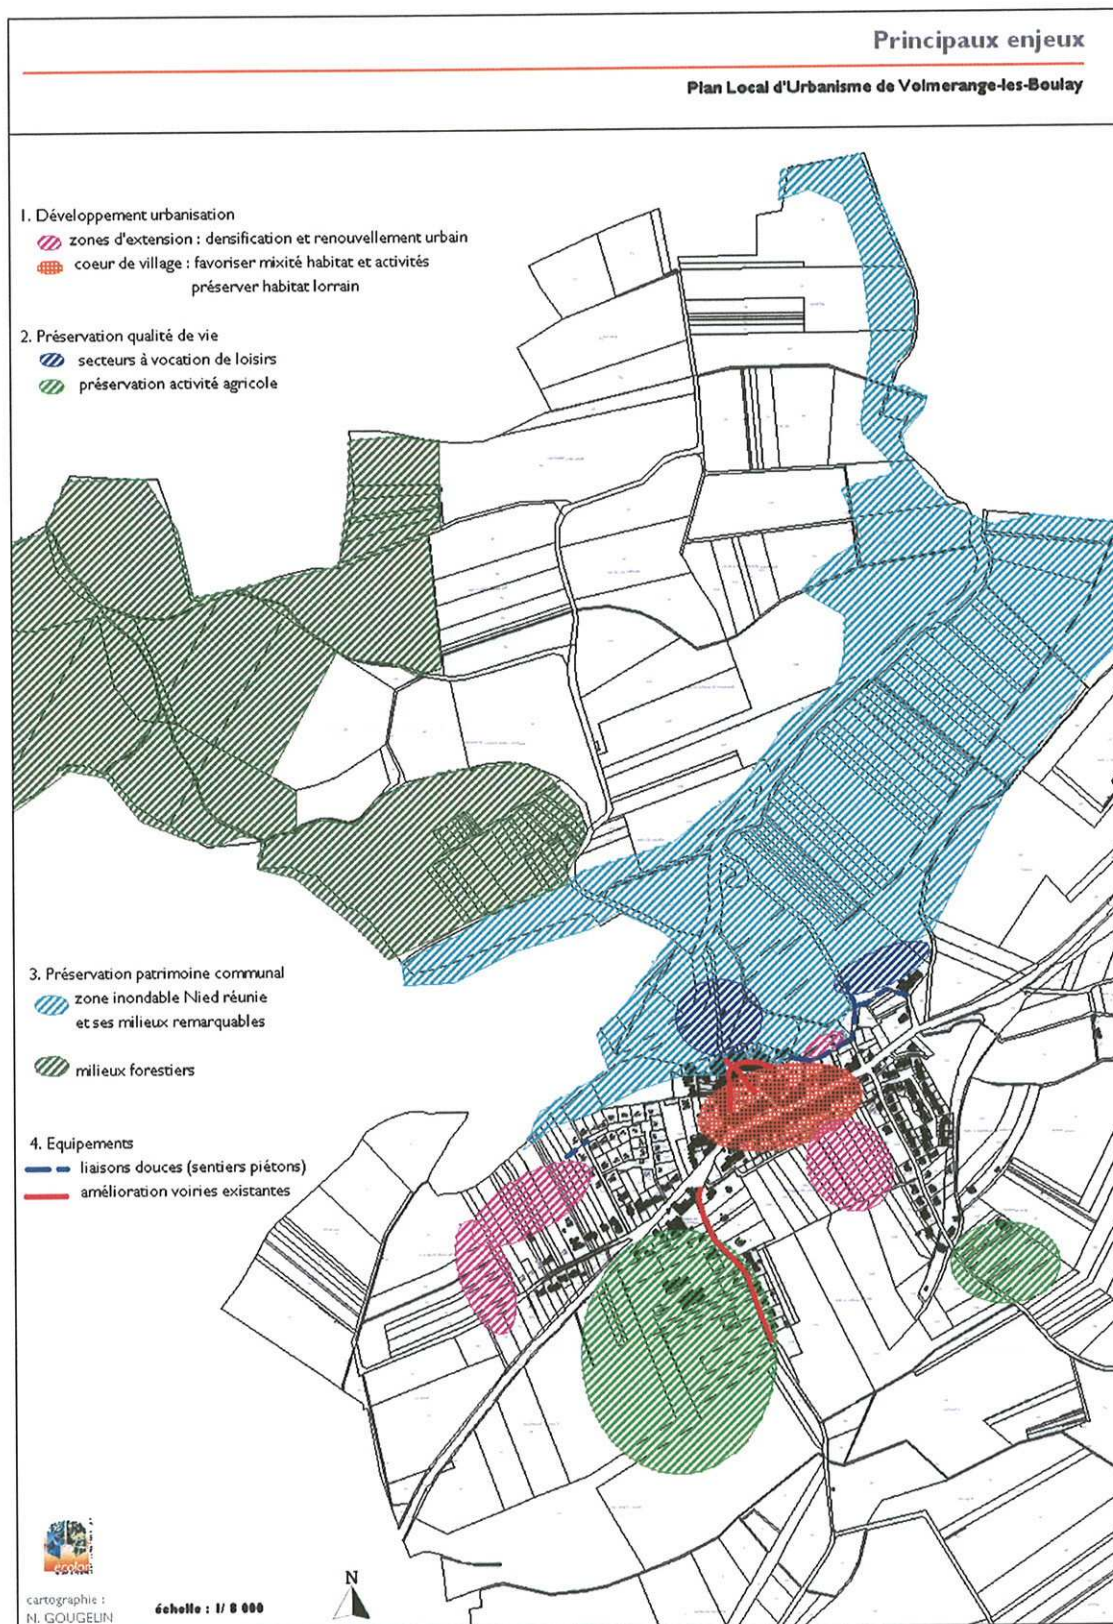 Principaux enjeux
Plan Local d'Urbanisme de Volmerange-les-Boulay
1. Développement urbanisation
zones d'extension : densification et renouvellement urbain
coeur de village : favoriser mixité habitat et activités
préserver habitat lorrain
2. Préservation qualité de vie
secteurs à vocation de loisirs
préservation activité agricole
3. Préservation patrimoine communal
zone inondable Nied réunie
et ses milieux remarquables
milieux forestiers
4. Equipements
liaisons douces (sentiers piétons)
amélioration voiries existantes
écolor
cartographie :
N. GOUGELIN
échelle : 1/ 8 000
N